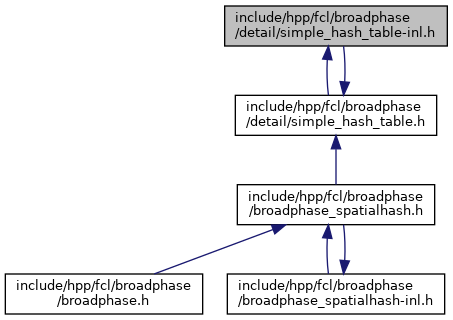 include/hpp/fcl/broadphase
/detail/simple_hash_table-inl.h
include/hpp/fcl/broadphase
/detail/simple_hash_table.h
include/hpp/fcl/broadphase
/broadphase_spatialhash.h
include/hpp/fcl/broadphase
/broadphase.h
include/hpp/fcl/broadphase
/broadphase_spatialhash-inl.h